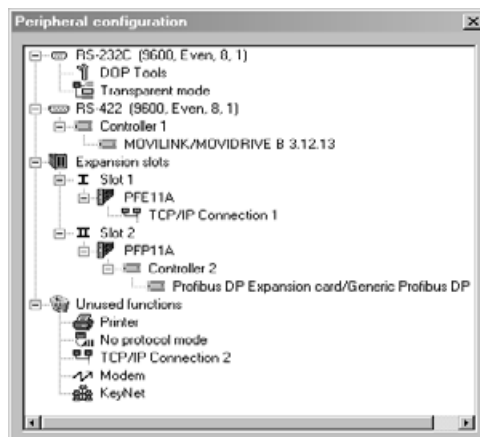 Peripheral configuration
RS-232C (9600, Even, 8, 1)
DOP Tools
Transparent mode
RS-422 (9600, Even, 8, 1)
Controller 1
MOVILINK/MOVIDRIVE B 3.12.13
Expansion slots
I Slot 1
PFE11A
TCP/IP Connection 1
II Slot 2
PFP11A
Controller 2
Profibus DP Expansion card/Generic Profibus DP
Unused functions
Printer
No protocol mode
TCP/IP Connection 2
Modem
KeyNet